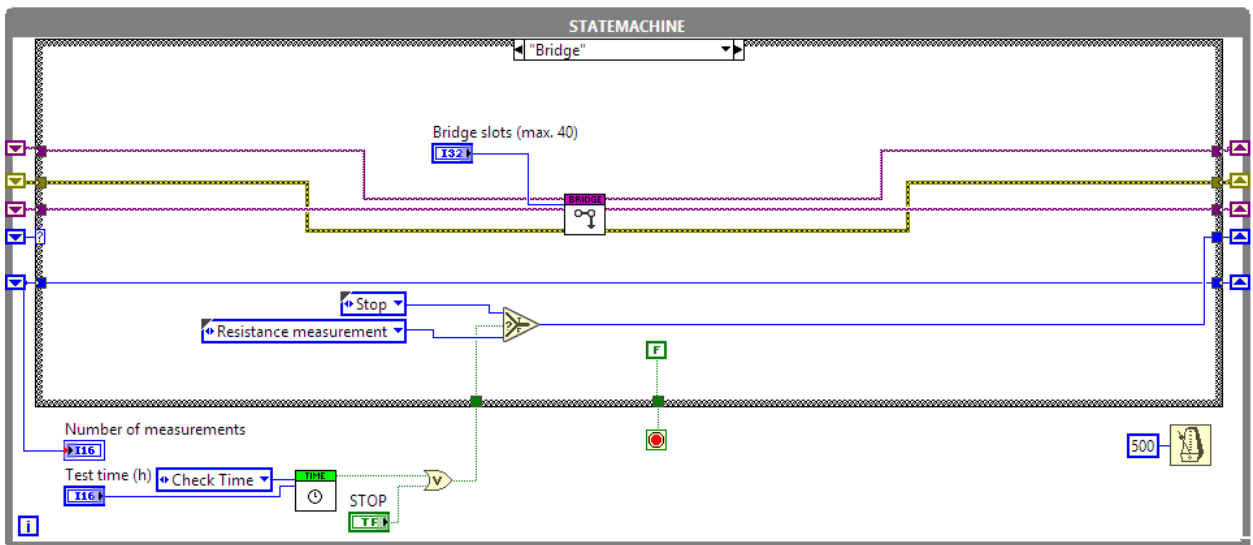 STATEMACHINE
"Bridge"
Bridge slots (max. 40)
I32
BRIDGE
?
Stop
Resistance measurement
?
T
F
F
Number of measurements
I16
500
Test time (h)
Check Time
TIME
I16
V
STOP
TF
i